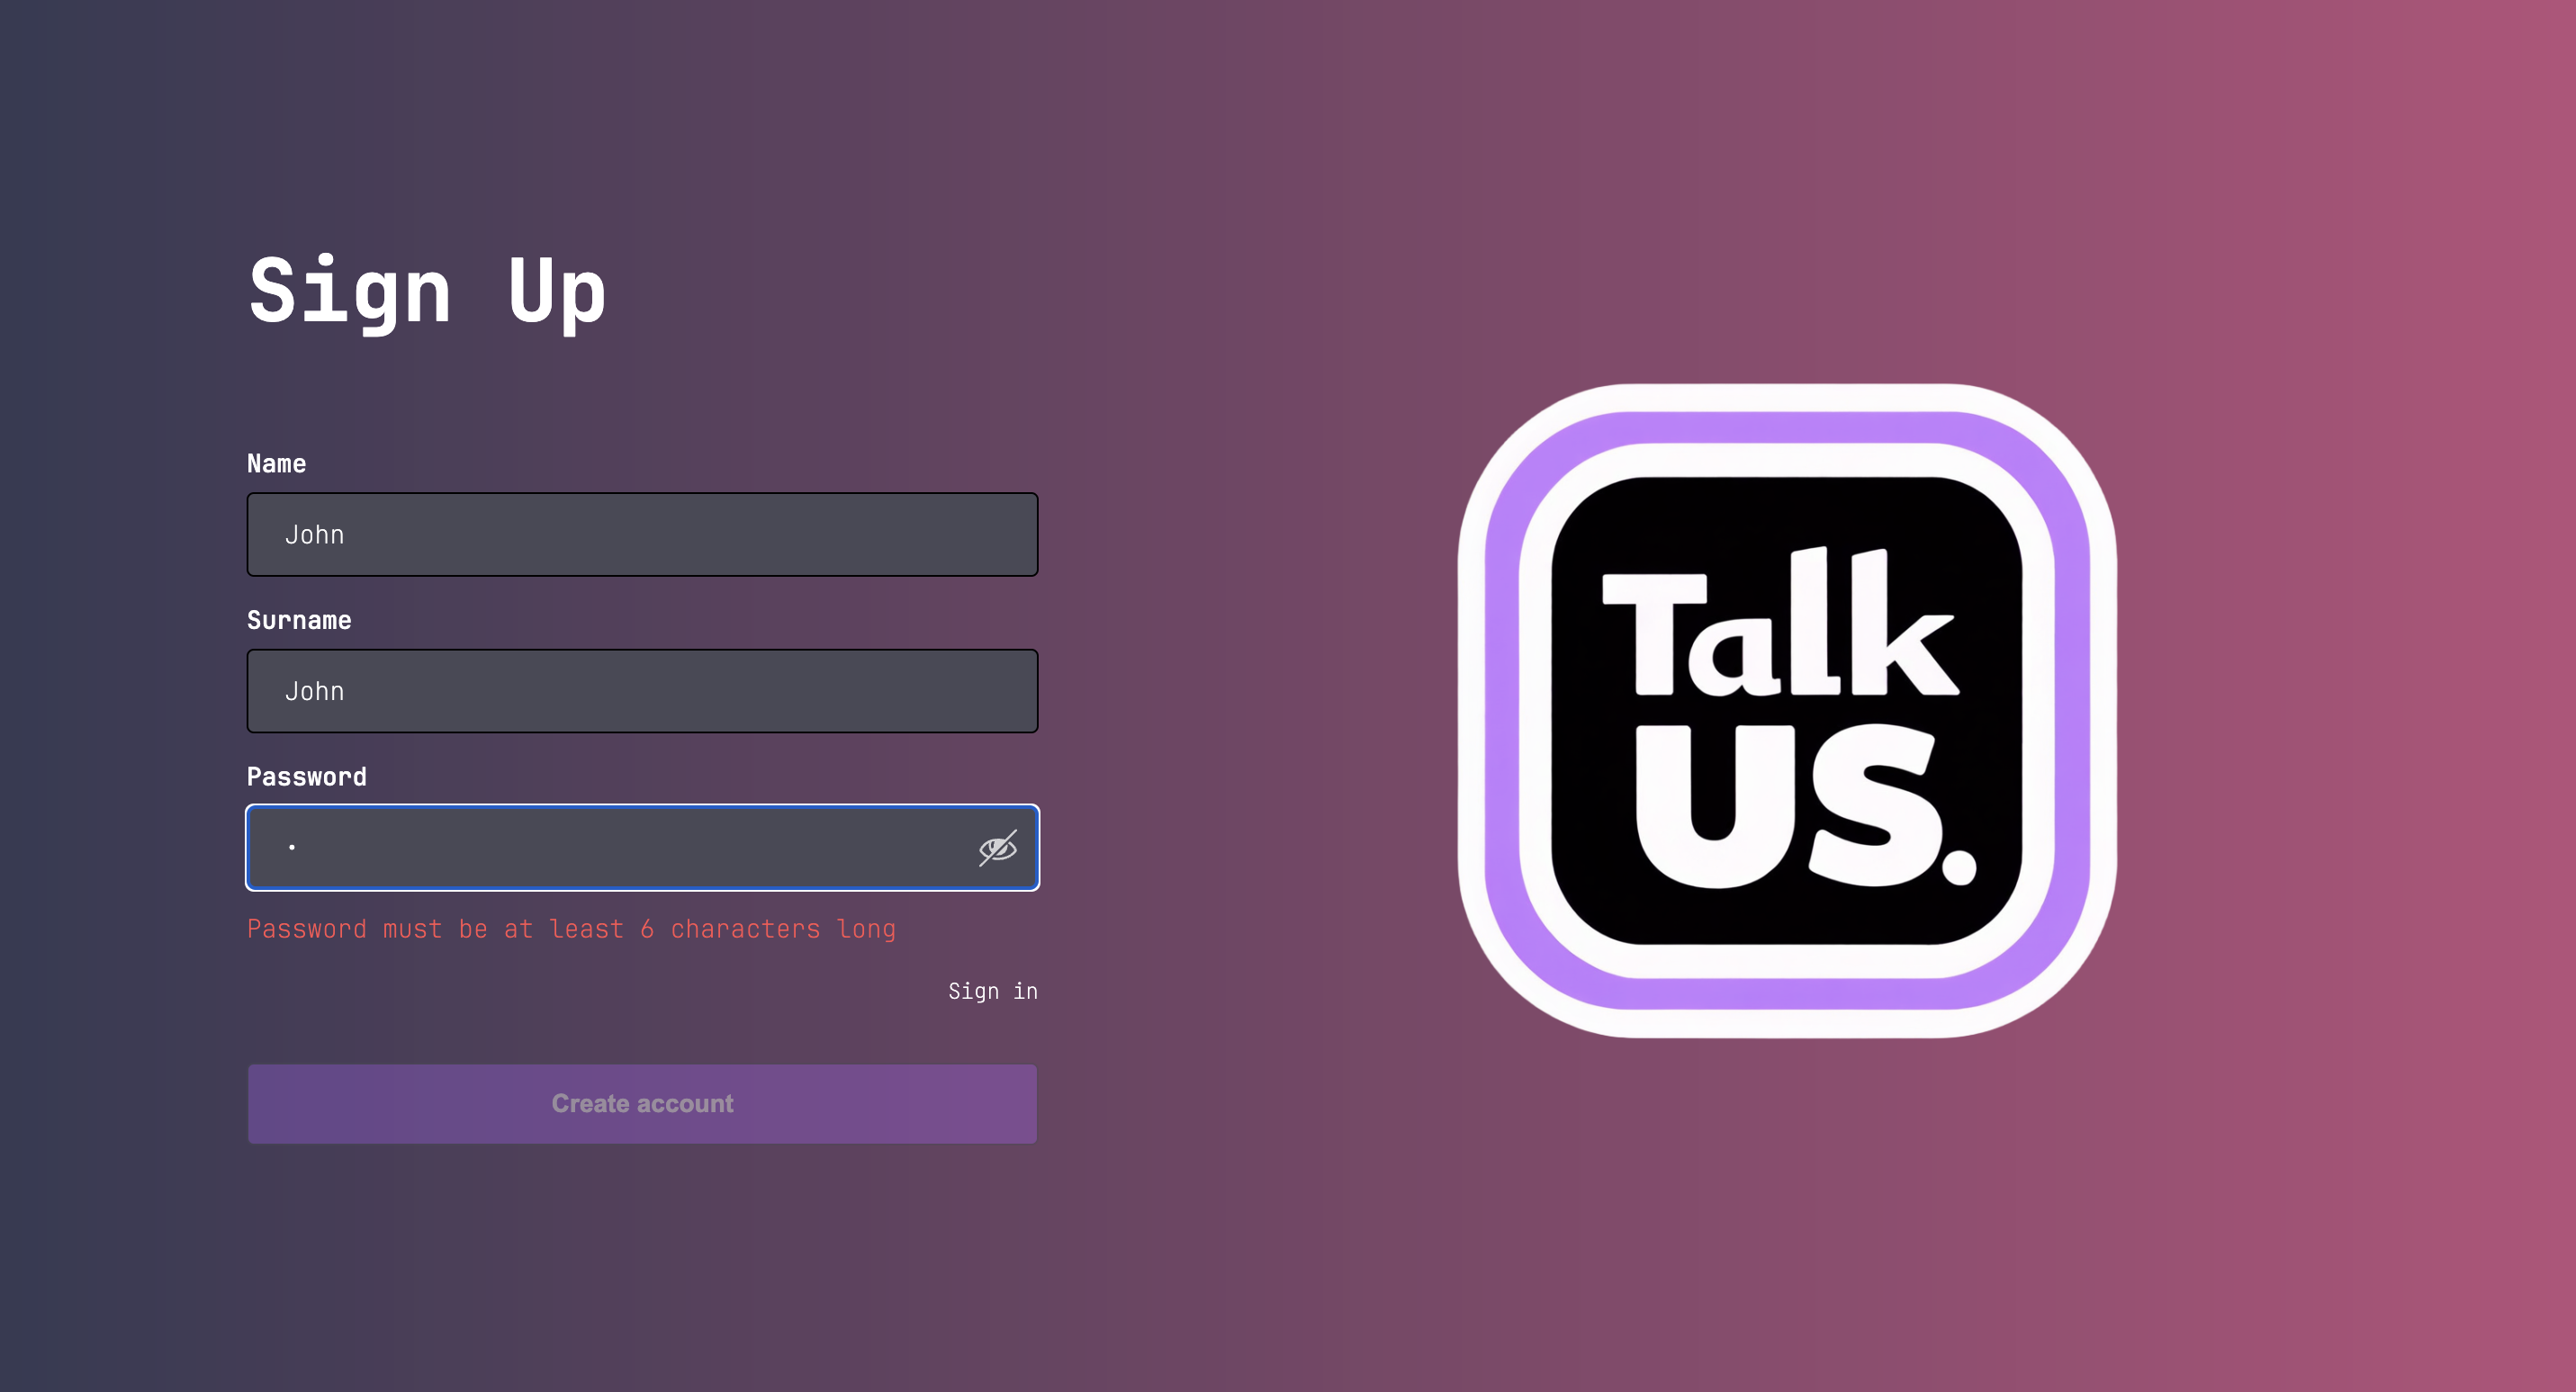 Sign Up
Name
John
Surname
John
Password
•
Password must be at least 6 characters long
Sign in
Create account
Talk
US.